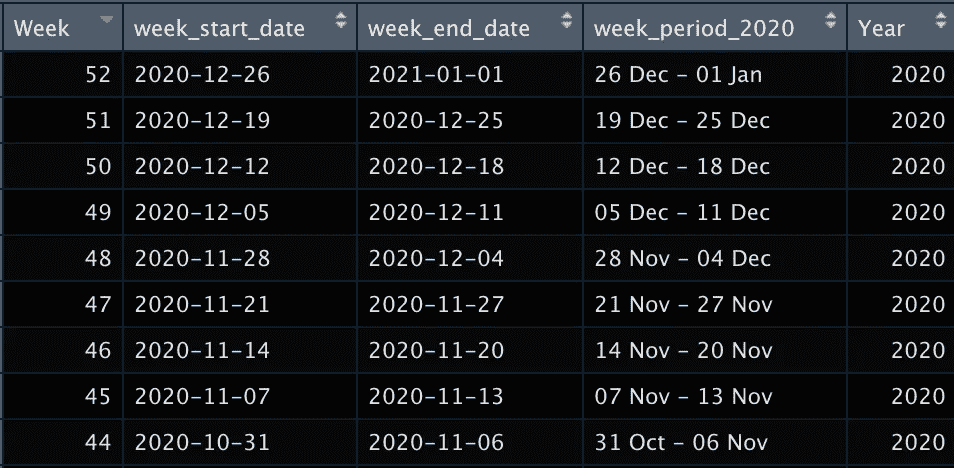 Week week_start_date week_end_date week_period_2020 Year
52 2020-12-26 2021-01-01 26 Dec - 01 Jan 2020
51 2020-12-19 2020-12-25 19 Dec - 25 Dec 2020
50 2020-12-12 2020-12-18 12 Dec - 18 Dec 2020
49 2020-12-05 2020-12-11 05 Dec - 11 Dec 2020
48 2020-11-28 2020-12-04 28 Nov - 04 Dec 2020
47 2020-11-21 2020-11-27 21 Nov - 27 Nov 2020
46 2020-11-14 2020-11-20 14 Nov - 20 Nov 2020
45 2020-11-07 2020-11-13 07 Nov - 13 Nov 2020
44 2020-10-31 2020-11-06 31 Oct - 06 Nov 2020